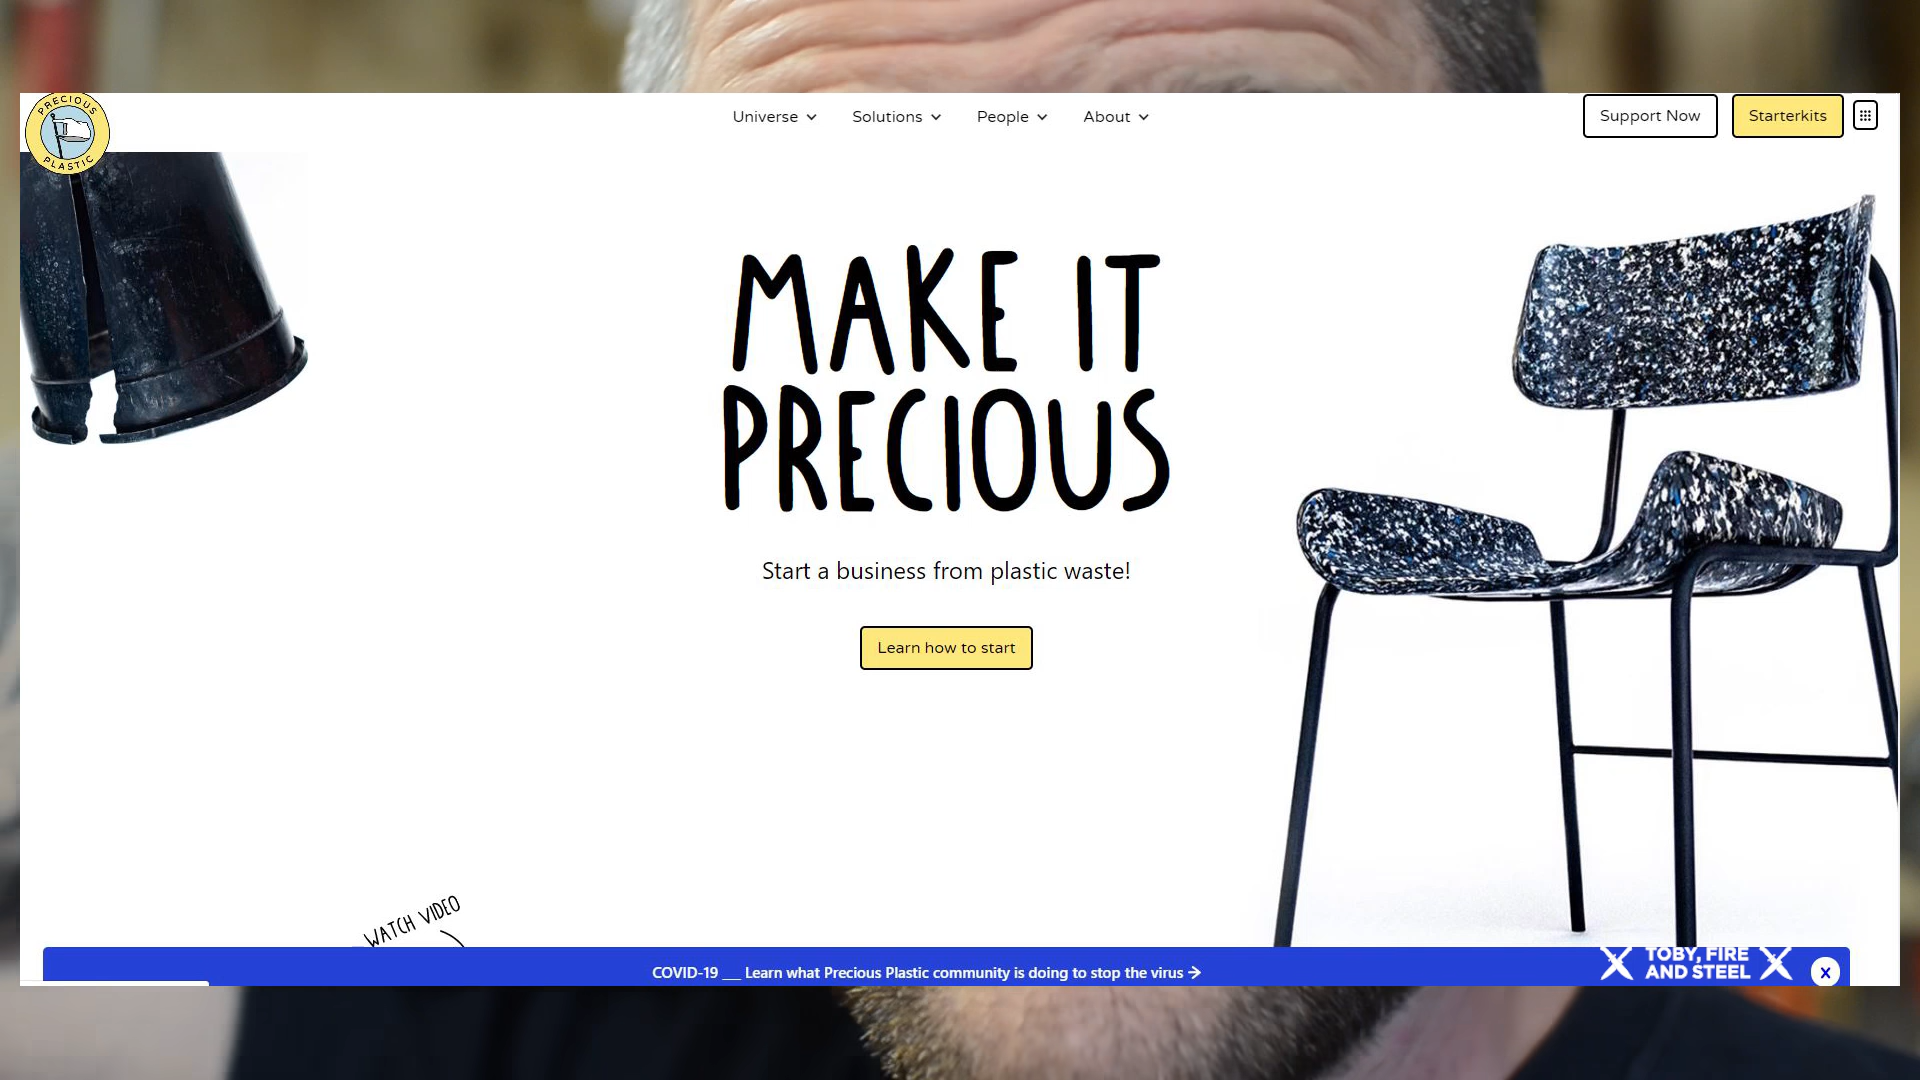 PRECIOUS
PLASTIC
Universe
Solutions
People
About
Support Now
Starterkits
MAKE IT
PRECIOUS
Start a business from plastic waste!
Learn how to start
WATCH VIDEO
COVID-19 __ Learn what Precious Plastic community is doing to stop the virus →
TOBY, FIRE
AND STEEL
X